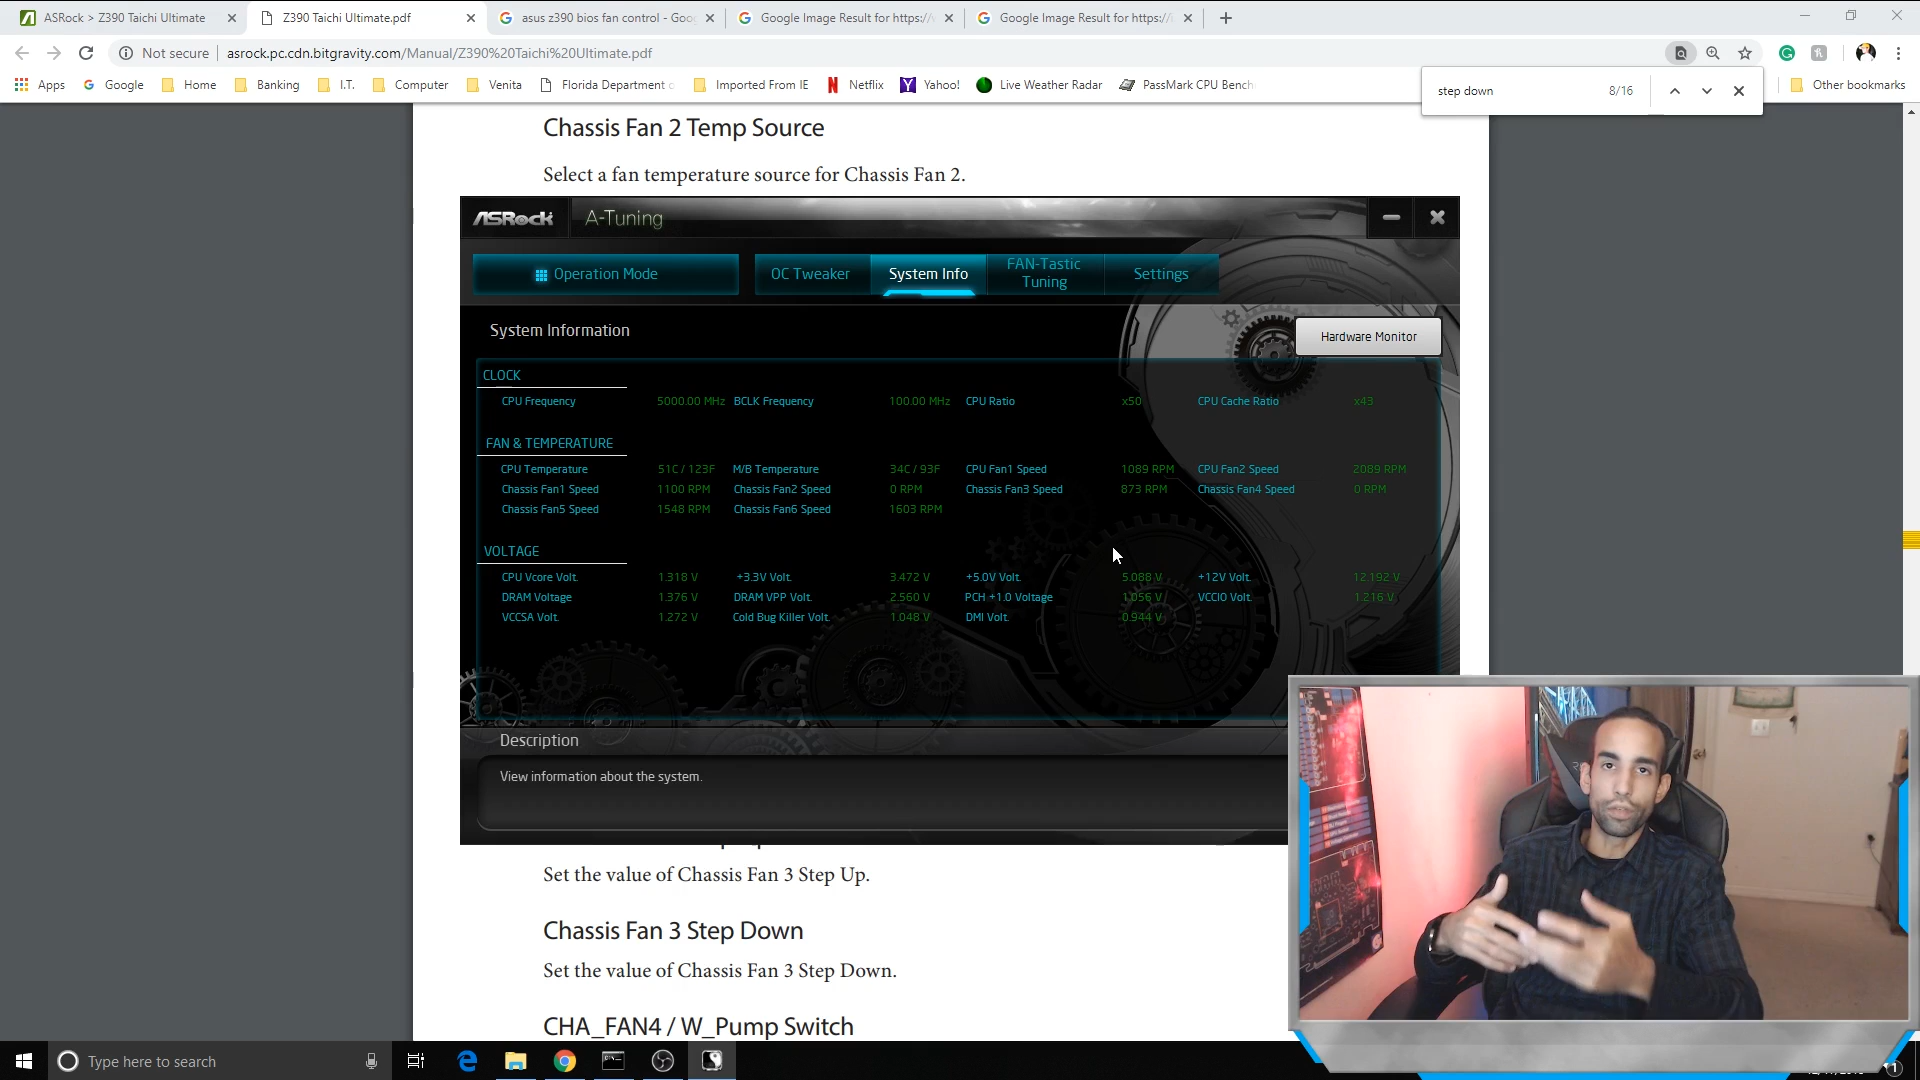 ASRock > Z390 Taichi Ultimate
Z390 Taichi Ultimate.pdf
asus z390 bios fan control - Goo
Google Image Result for https://
Google Image Result for https://
Not secure
asrock.pc.cdn.bitgravity.com/Manual/Z390%20Taichi%20Ultimate.pdf
Apps
Google
Home
Banking
I.T.
Computer
Venita
Florida Department o
Imported From IE
Netflix
Yahoo!
Live Weather Radar
PassMark CPU Bench
Other bookmarks
step down
8/16
Chassis Fan 2 Temp Source
Select a fan temperature source for Chassis Fan 2.
ASRock
A-Tuning
Operation Mode
OC Tweaker
System Info
FAN-Tastic
Tuning
Settings
System Information
Hardware Monitor
CLOCK
CPU Frequency 5000.00 MHz BCLK Frequency 100.00 MHz CPU Ratio x50 CPU Cache Ratio x43
FAN & TEMPERATURE
CPU Temperature 51C / 123F M/B Temperature 34C / 93F CPU Fan1 Speed 1089 RPM CPU Fan2 Speed 2089 RPM
Chassis Fan1 Speed 1100 RPM Chassis Fan2 Speed 0 RPM Chassis Fan3 Speed 873 RPM Chassis Fan4 Speed 0 RPM
Chassis Fan5 Speed 1548 RPM Chassis Fan6 Speed 1603 RPM
VOLTAGE
CPU Vcore Volt. 1.318 V +3.3V Volt. 3.472 V +5.0V Volt. 5.088 V +12V Volt. 12.192 V
DRAM Voltage 1.376 V DRAM VPP Volt. 2.560 V PCH +1.0 Voltage 1.056 V VCCIO Volt. 1.216 V
VCCSA Volt. 1.272 V Cold Bug Killer Volt. 1.048 V DMI Volt. 0.944 V
Description
View information about the system.
Set the value of Chassis Fan 3 Step Up.
Chassis Fan 3 Step Down
Set the value of Chassis Fan 3 Step Down.
CHA_FAN4 / W_Pump Switch
Type here to search